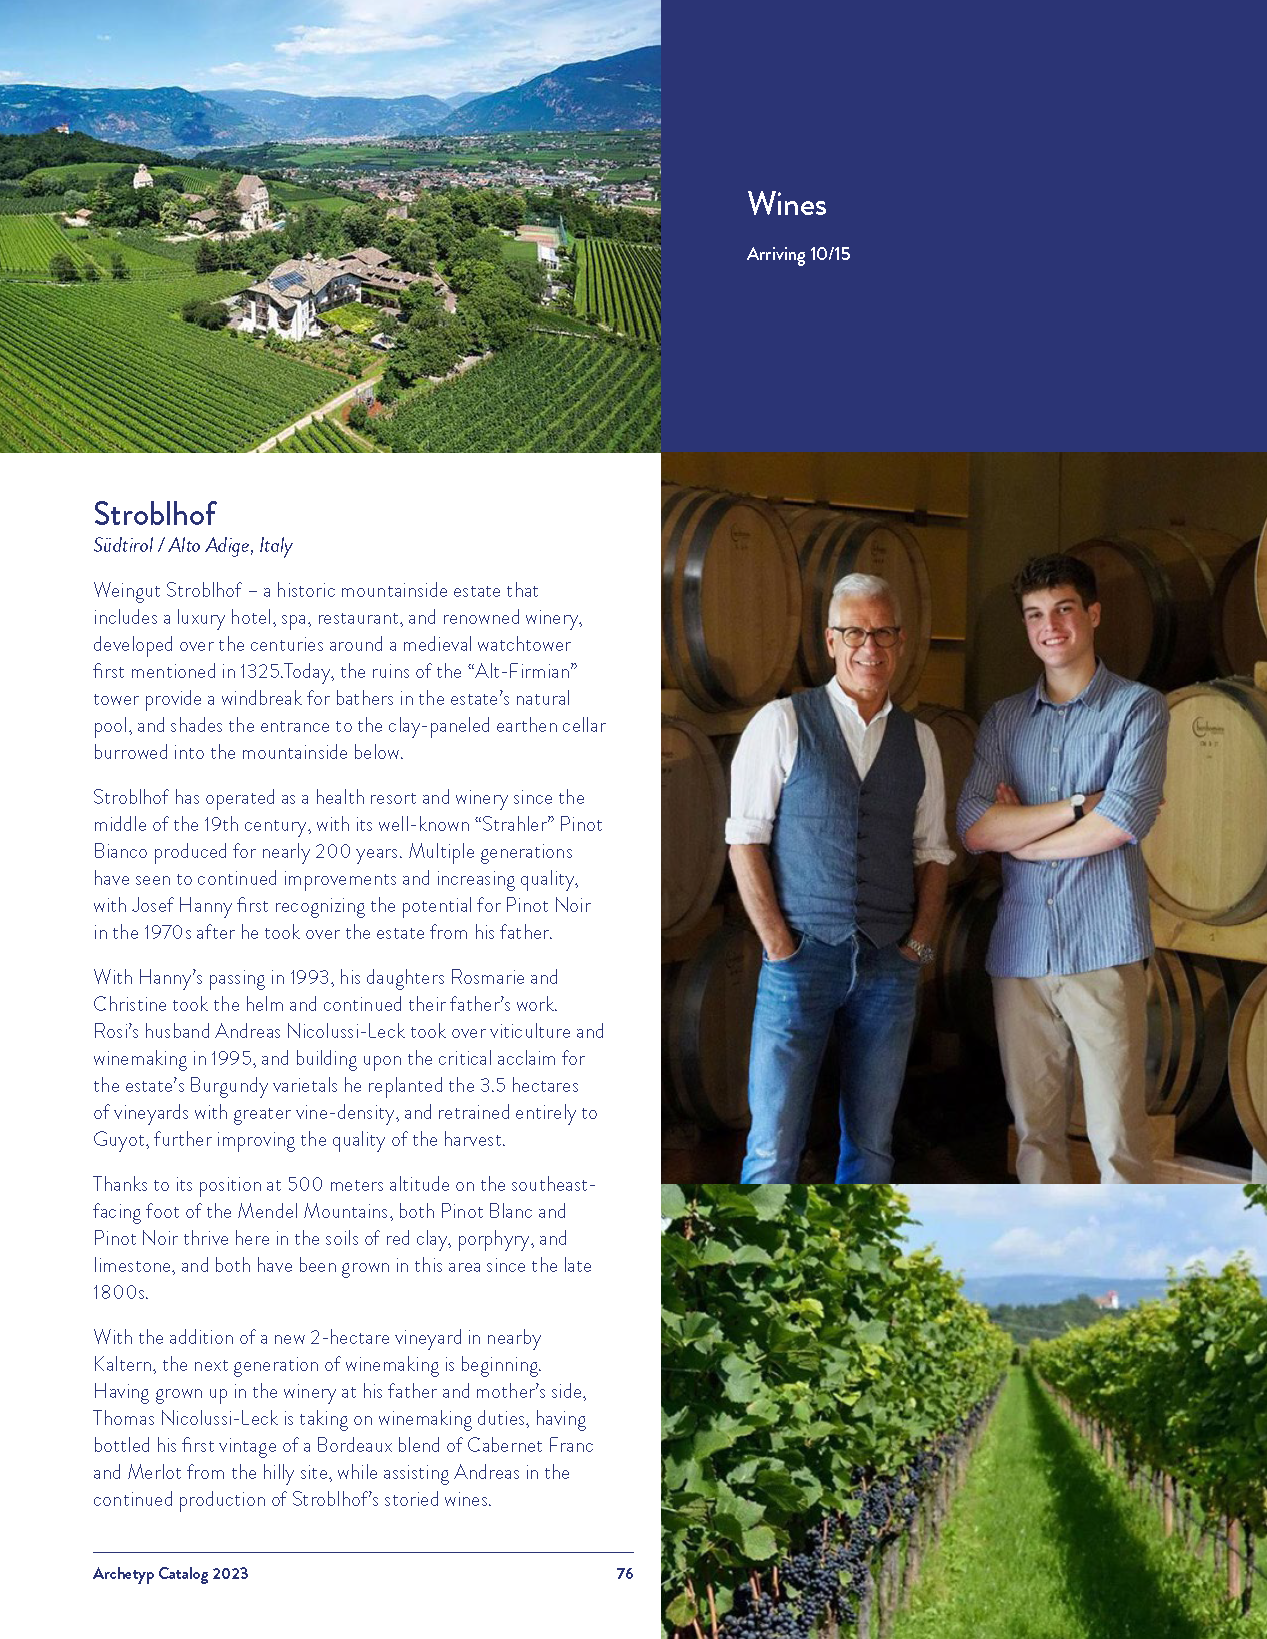 Wines
Arriving 10/15
Stroblhof
Südtirol / Alto Adige, Italy
Weingut Stroblhof – a historic mountainside estate that
includes a luxury hotel, spa, restaurant, and renowned winery,
developed over the centuries around a medieval watchtower
first mentioned in 1325.Today, the ruins of the “Alt-Firmian”
tower provide a windbreak for bathers in the estate’s natural
pool, and shades the entrance to the clay-paneled earthen cellar
burrowed into the mountainside below.
Stroblhof has operated as a health resort and winery since the
middle of the 19th century, with its well-known “Strahler” Pinot
Bianco produced for nearly 200 years. Multiple generations
have seen to continued improvements and increasing quality,
with Josef Hanny first recognizing the potential for Pinot Noir
in the 1970s after he took over the estate from his father.
With Hanny’s passing in 1993, his daughters Rosmarie and
Christine took the helm and continued their father’s work.
Rosi’s husband Andreas Nicolussi-Leck took over viticulture and
winemaking in 1995, and building upon the critical acclaim for
the estate’s Burgundy varietals he replanted the 3.5 hectares
of vineyards with greater vine-density, and retrained entirely to
Guyot, further improving the quality of the harvest.
Thanks to its position at 500 meters altitude on the southeast-
facing foot of the Mendel Mountains, both Pinot Blanc and
Pinot Noir thrive here in the soils of red clay, porphyry, and
limestone, and both have been grown in this area since the late
1800s.
With the addition of a new 2-hectare vineyard in nearby
Kaltern, the next generation of winemaking is beginning.
Having grown up in the winery at his father and mother’s side,
Thomas Nicolussi-Leck is taking on winemaking duties, having
bottled his first vintage of a Bordeaux blend of Cabernet Franc
and Merlot from the hilly site, while assisting Andreas in the
continued production of Stroblhof’s storied wines.
Archetyp Catalog 2023
76